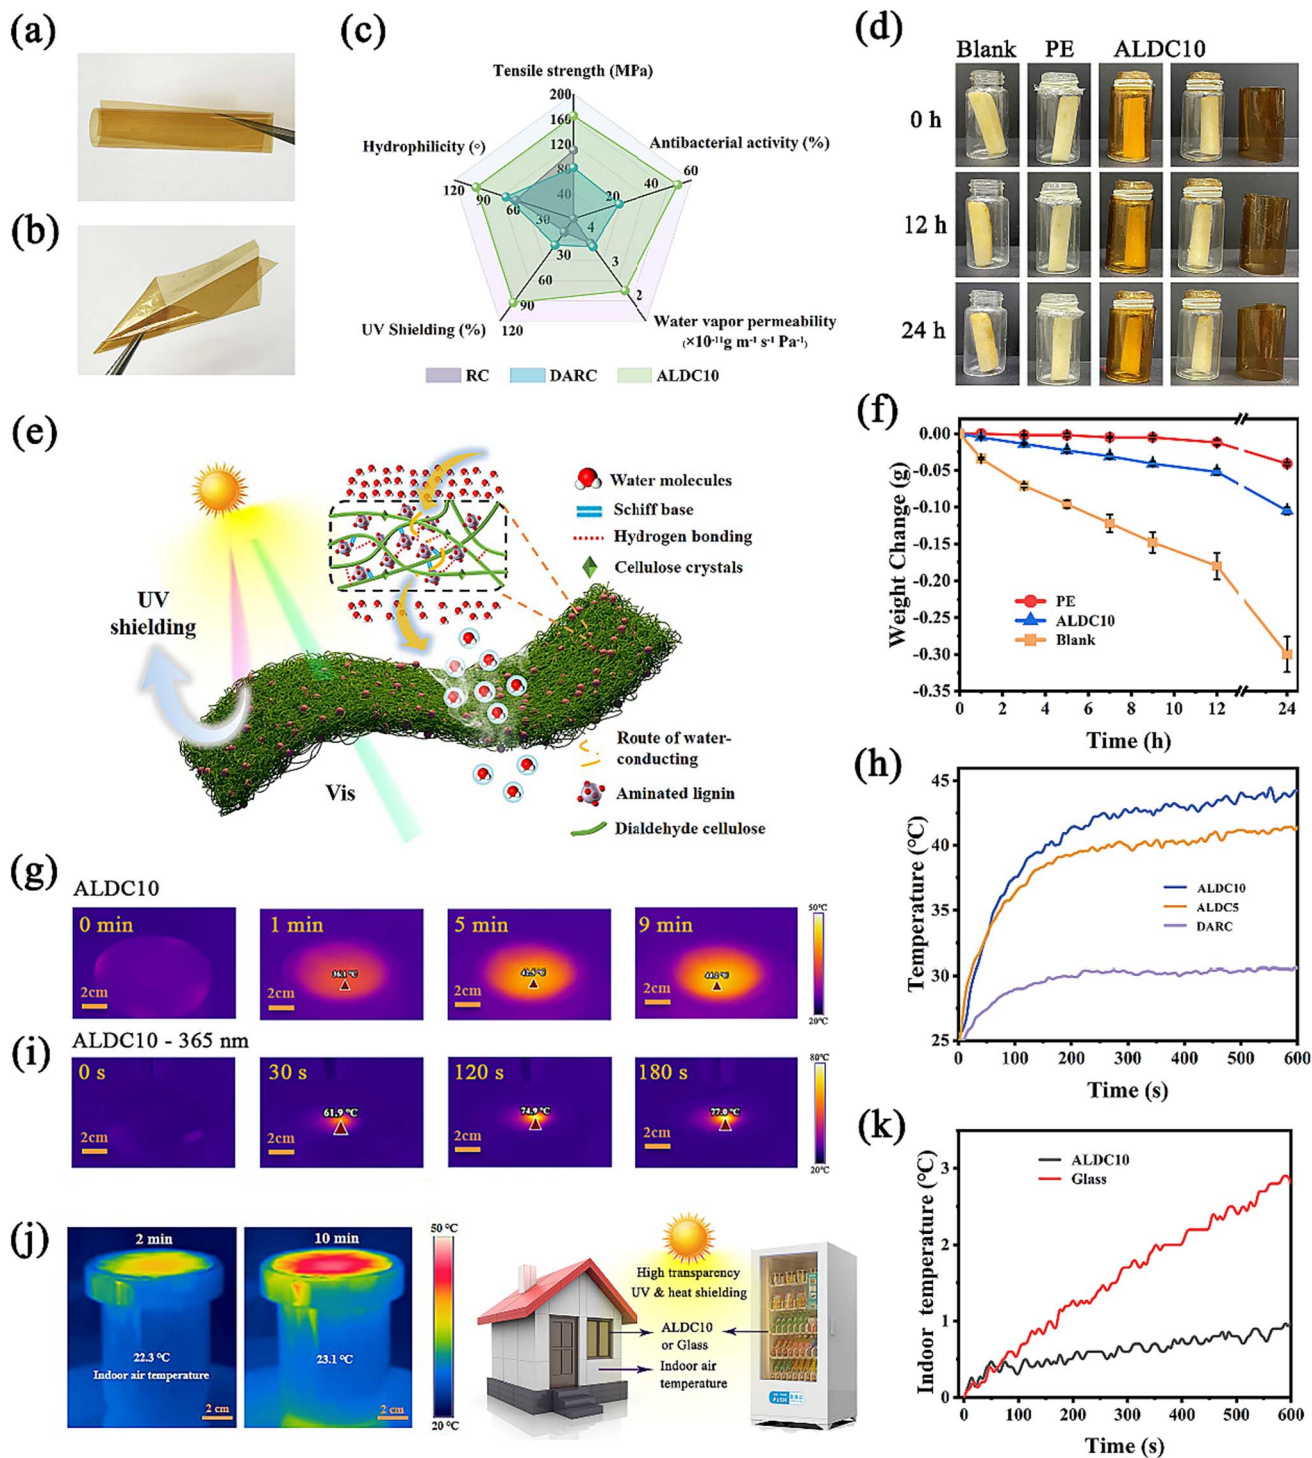 (a)
(b)
(c)
Tensile strength (MPa)
200
160
120
80
40
Hydrophilicity (○)
120
90
60
30
Antibacterial activity (%)
60
40
20
4
3
2
30
60
90
120
UV Shielding (%)
Water vapor permeability
(×10⁻¹¹g m⁻¹ s⁻¹ Pa⁻¹)
RC
DARC
ALDC10
(d)
Blank
PE
ALDC10
0 h
12 h
24 h
(e)
UV
shielding
Vis
Water molecules
Schiff base
Hydrogen bonding
Cellulose crystals
Route of water-
conducting
Aminated lignin
Dialdehyde cellulose
(f)
Weight Change (g)
0.00
-0.05
-0.10
-0.15
-0.20
-0.25
-0.30
-0.35
PE
ALDC10
Blank
0 2 4 6 8 10 12 24
Time (h)
(g)
ALDC10
0 min
1 min
5 min
9 min
2cm
2cm
2cm
2cm
36.1 °C
50°C
20°C
(h)
Temperature (°C)
45
40
35
30
25
ALDC10
ALDC5
DARC
0 100 200 300 400 500 600
Time (s)
(i)
ALDC10 - 365 nm
0 s
30 s
120 s
180 s
61.9 °C
74.9 °C
77.0 °C
2cm
2cm
2cm
2cm
80°C
20°C
(j)
2 min
22.3 °C
Indoor air temperature
2 cm
10 min
23.1 °C
2 cm
50 °C
20 °C
High transparency
UV & heat shielding
ALDC10
or Glass
Indoor air
temperature
(k)
Indoor temperature (°C)
3
2
1
0
ALDC10
Glass
0 100 200 300 400 500 600
Time (s)